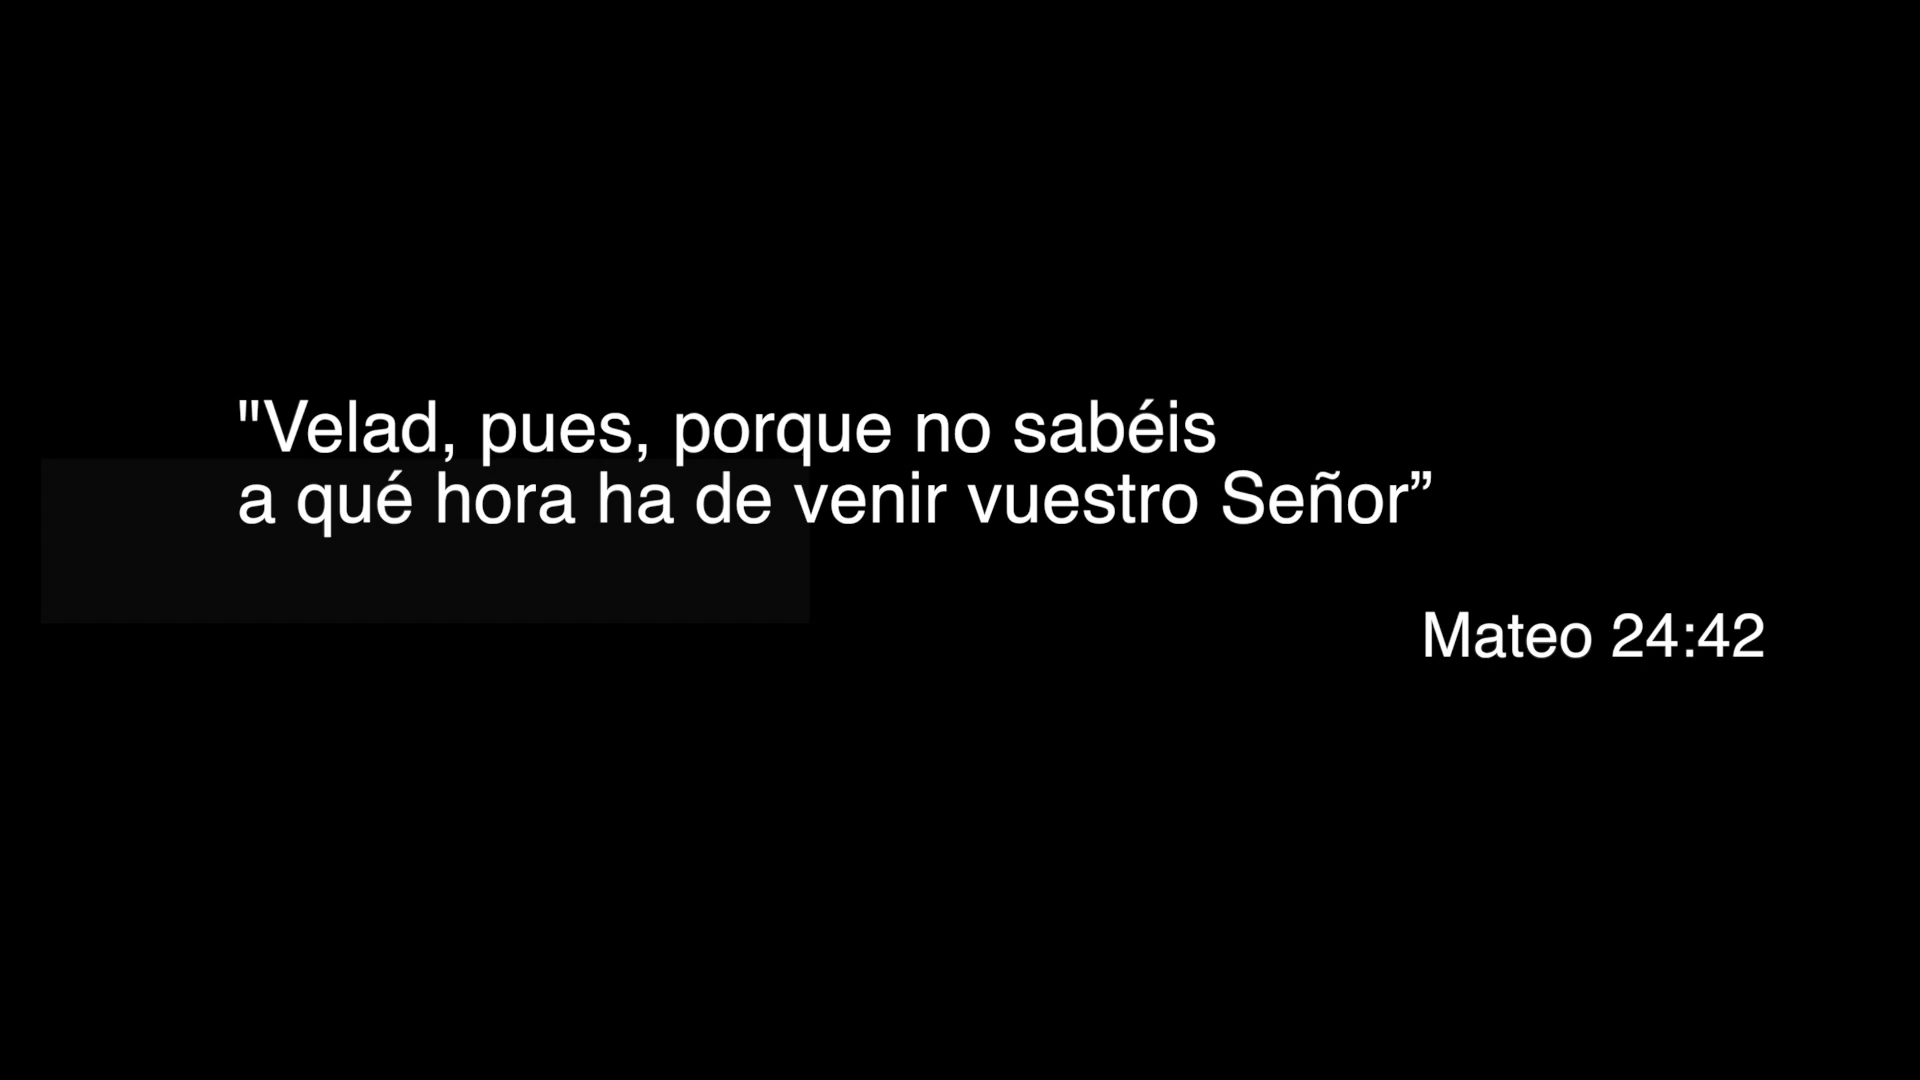 "Velad, pues, porque no sabéis
a qué hora ha de venir vuestro Señor”
Mateo 24:42